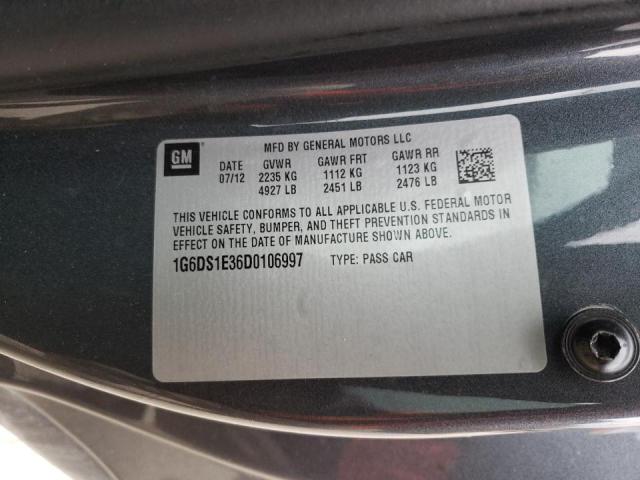 GM
MFD BY GENERAL MOTORS LLC
DATE GVWR GAWR FRT GAWR RR
07/12 2235 KG 1112 KG 1123 KG
4927 LB 2451 LB 2476 LB
THIS VEHICLE CONFORMS TO ALL APPLICABLE U.S. FEDERAL MOTOR
VEHICLE SAFETY, BUMPER, AND THEFT PREVENTION STANDARDS IN
EFFECT ON THE DATE OF MANUFACTURE SHOWN ABOVE.
1G6DS1E36D0106997 TYPE: PASS CAR